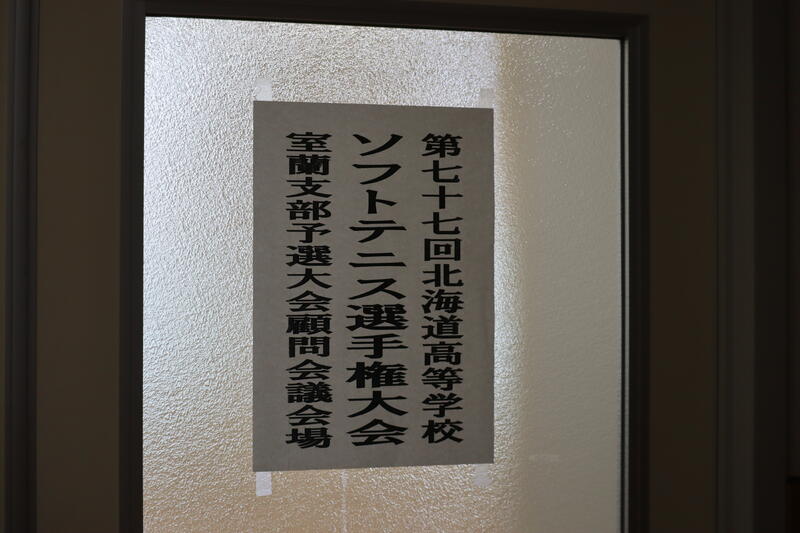 第七十七回北海道高等学校
ソフトテニス選手権大会
室蘭支部予選大会顧問会議会場